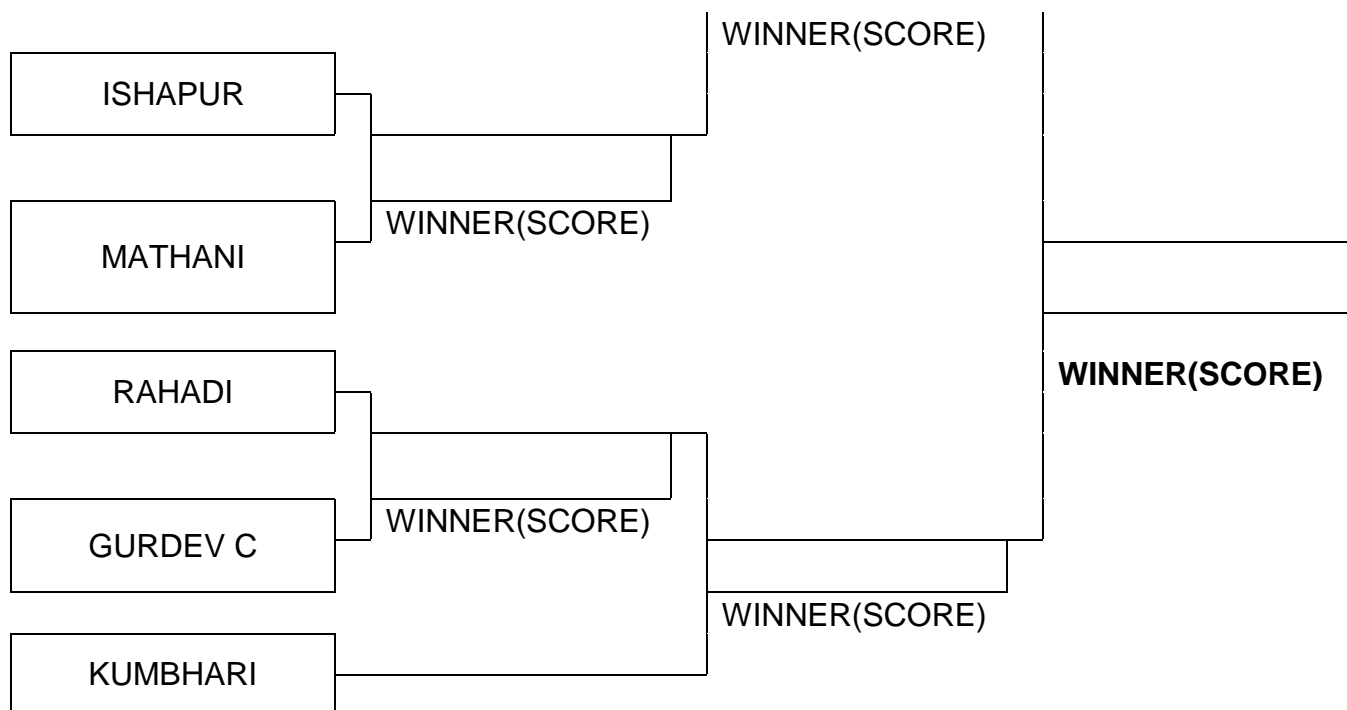 WINNER(SCORE)
ISHAPUR
WINNER(SCORE)
MATHANI
RAHADI
WINNER(SCORE)
WINNER(SCORE)
GURDEV C
WINNER(SCORE)
KUMBHARI